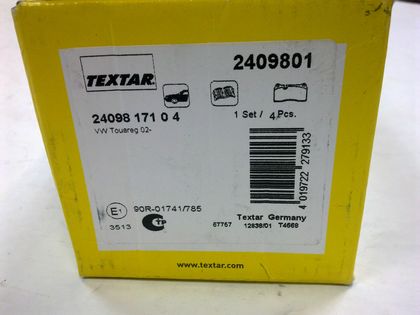 TEXTAR
2409801
24098 171 0 4
VW Touareg 02-
1 Set / 4 Pcs.
4 019722 279133
E1
90R-01741/785
3513
Textar Germany
67767 12838/01 T4669
www.textar.com